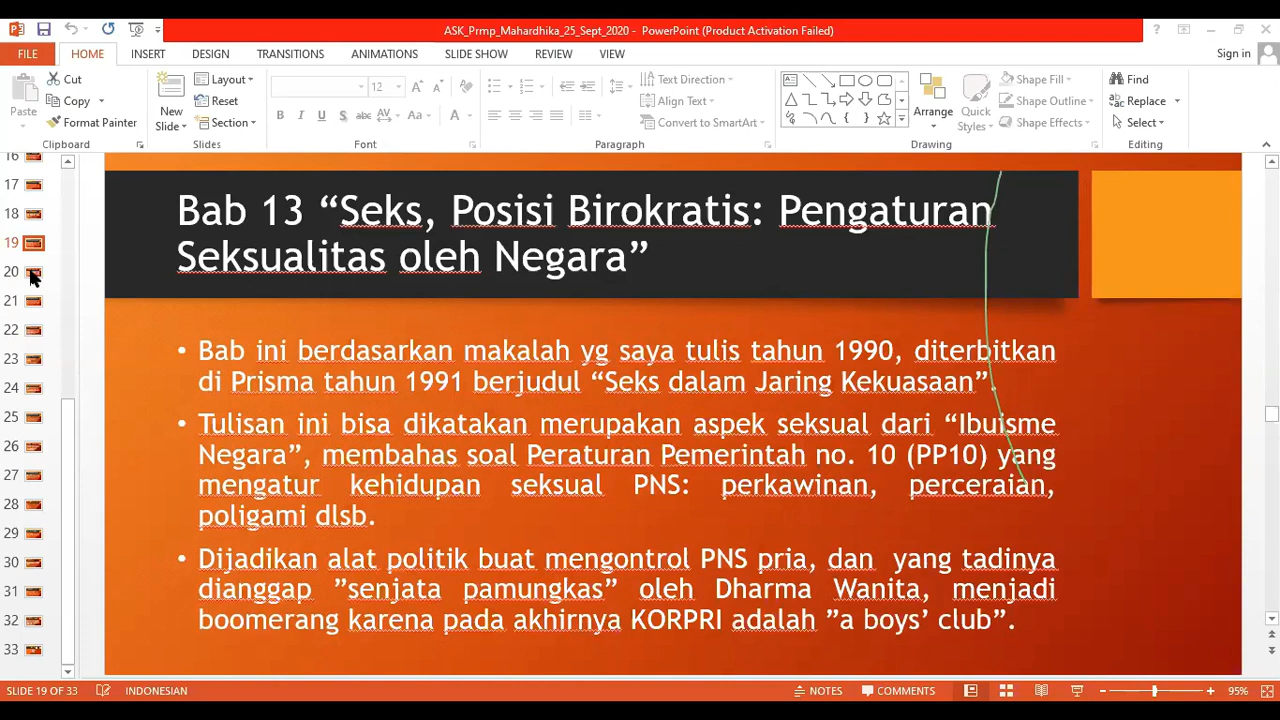 ASK_Prmp_Mahardhika_25_Sept_2020 - PowerPoint (Product Activation Failed)
FILE HOME INSERT DESIGN TRANSITIONS ANIMATIONS SLIDE SHOW REVIEW VIEW Sign in
Paste
Cut
Copy
Format Painter
Clipboard
New Slide
Layout
Reset
Section
Slides
12
B I U S abc AV Aa A
Font
Text Direction
Align Text
Convert to SmartArt
Paragraph
Arrange
Quick Styles
Shape Fill
Shape Outline
Shape Effects
Drawing
Find
Replace
Select
Editing
16
17
18
19
20
21
22
23
24
25
26
27
28
29
30
31
32
33
Bab 13 “Seks, Posisi Birokratis: Pengaturan
Seksualitas oleh Negara”
• Bab ini berdasarkan makalah yg saya tulis tahun 1990, diterbitkan
di Prisma tahun 1991 berjudul “Seks dalam Jaring Kekuasaan”.
• Tulisan ini bisa dikatakan merupakan aspek seksual dari “Ibuisme
Negara”, membahas soal Peraturan Pemerintah no. 10 (PP10) yang
mengatur kehidupan seksual PNS: perkawinan, perceraian,
poligami dlsb.
• Dijadikan alat politik buat mengontrol PNS pria, dan yang tadinya
dianggap ”senjata pamungkas” oleh Dharma Wanita, menjadi
boomerang karena pada akhirnya KORPRI adalah ”a boys’ club”.
SLIDE 19 OF 33 INDONESIAN NOTES COMMENTS 95%